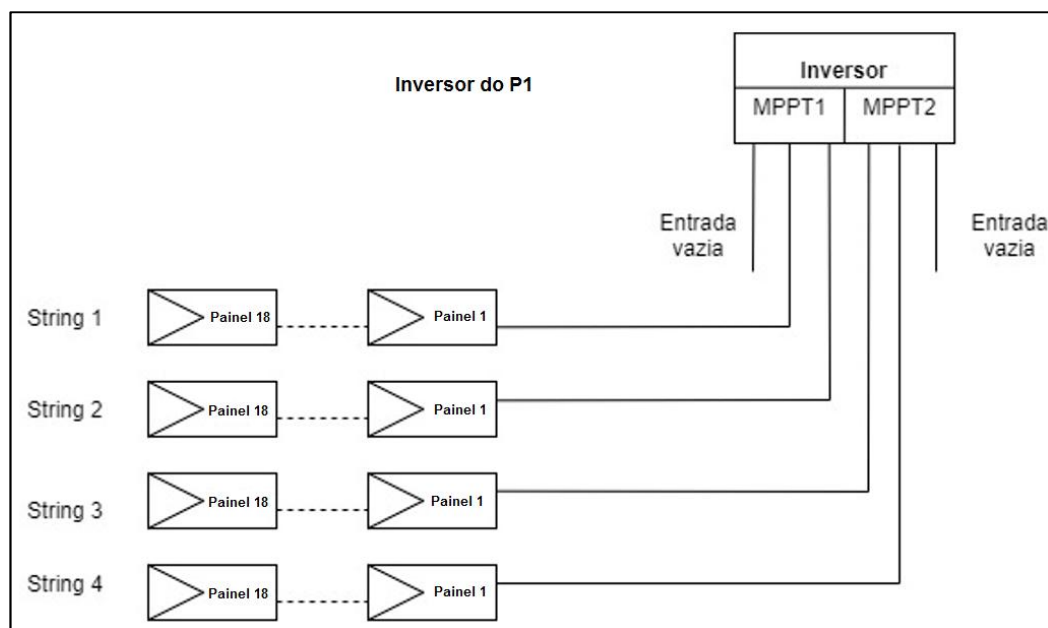 Inversor do P1
Inversor
MPPT1 MPPT2
Entrada
vazia
Entrada
vazia
String 1 Painel 18 Painel 1
String 2 Painel 18 Painel 1
String 3 Painel 18 Painel 1
String 4 Painel 18 Painel 1